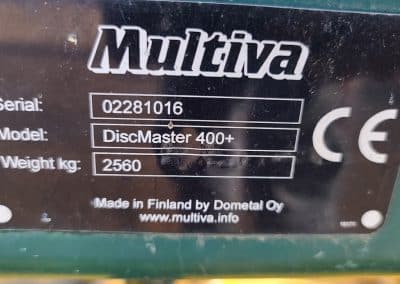 Multiva
Serial: 02281016
Model: DiscMaster 400+
Weight kg: 2560
CE
Made in Finland by Dometal Oy
www.multiva.info